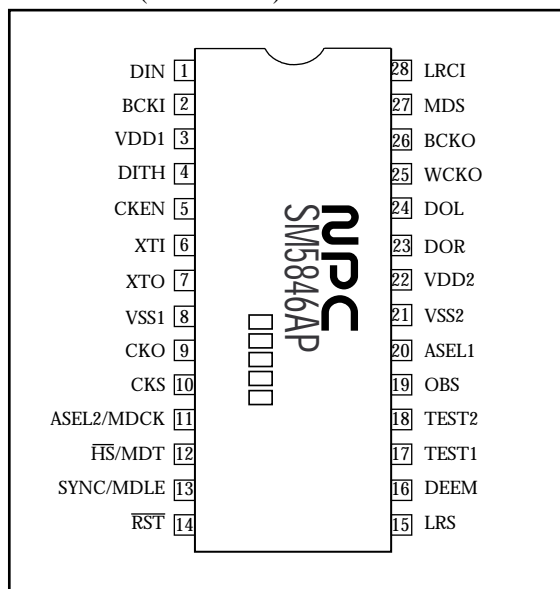 DIN 1
BCKI 2
VDD1 3
DITH 4
CKEN 5
XTI 6
XTO 7
VSS1 8
CKO 9
CKS 10
ASEL2/MDCK 11
H̅S̅/MDT 12
SYNC/MDLE 13
R̅S̅T̅ 14
NPC
SM5846AP
28 LRCI
27 MDS
26 BCKO
25 WCKO
24 DOL
23 DOR
22 VDD2
21 VSS2
20 ASEL1
19 OBS
18 TEST2
17 TEST1
16 DEEM
15 LRS